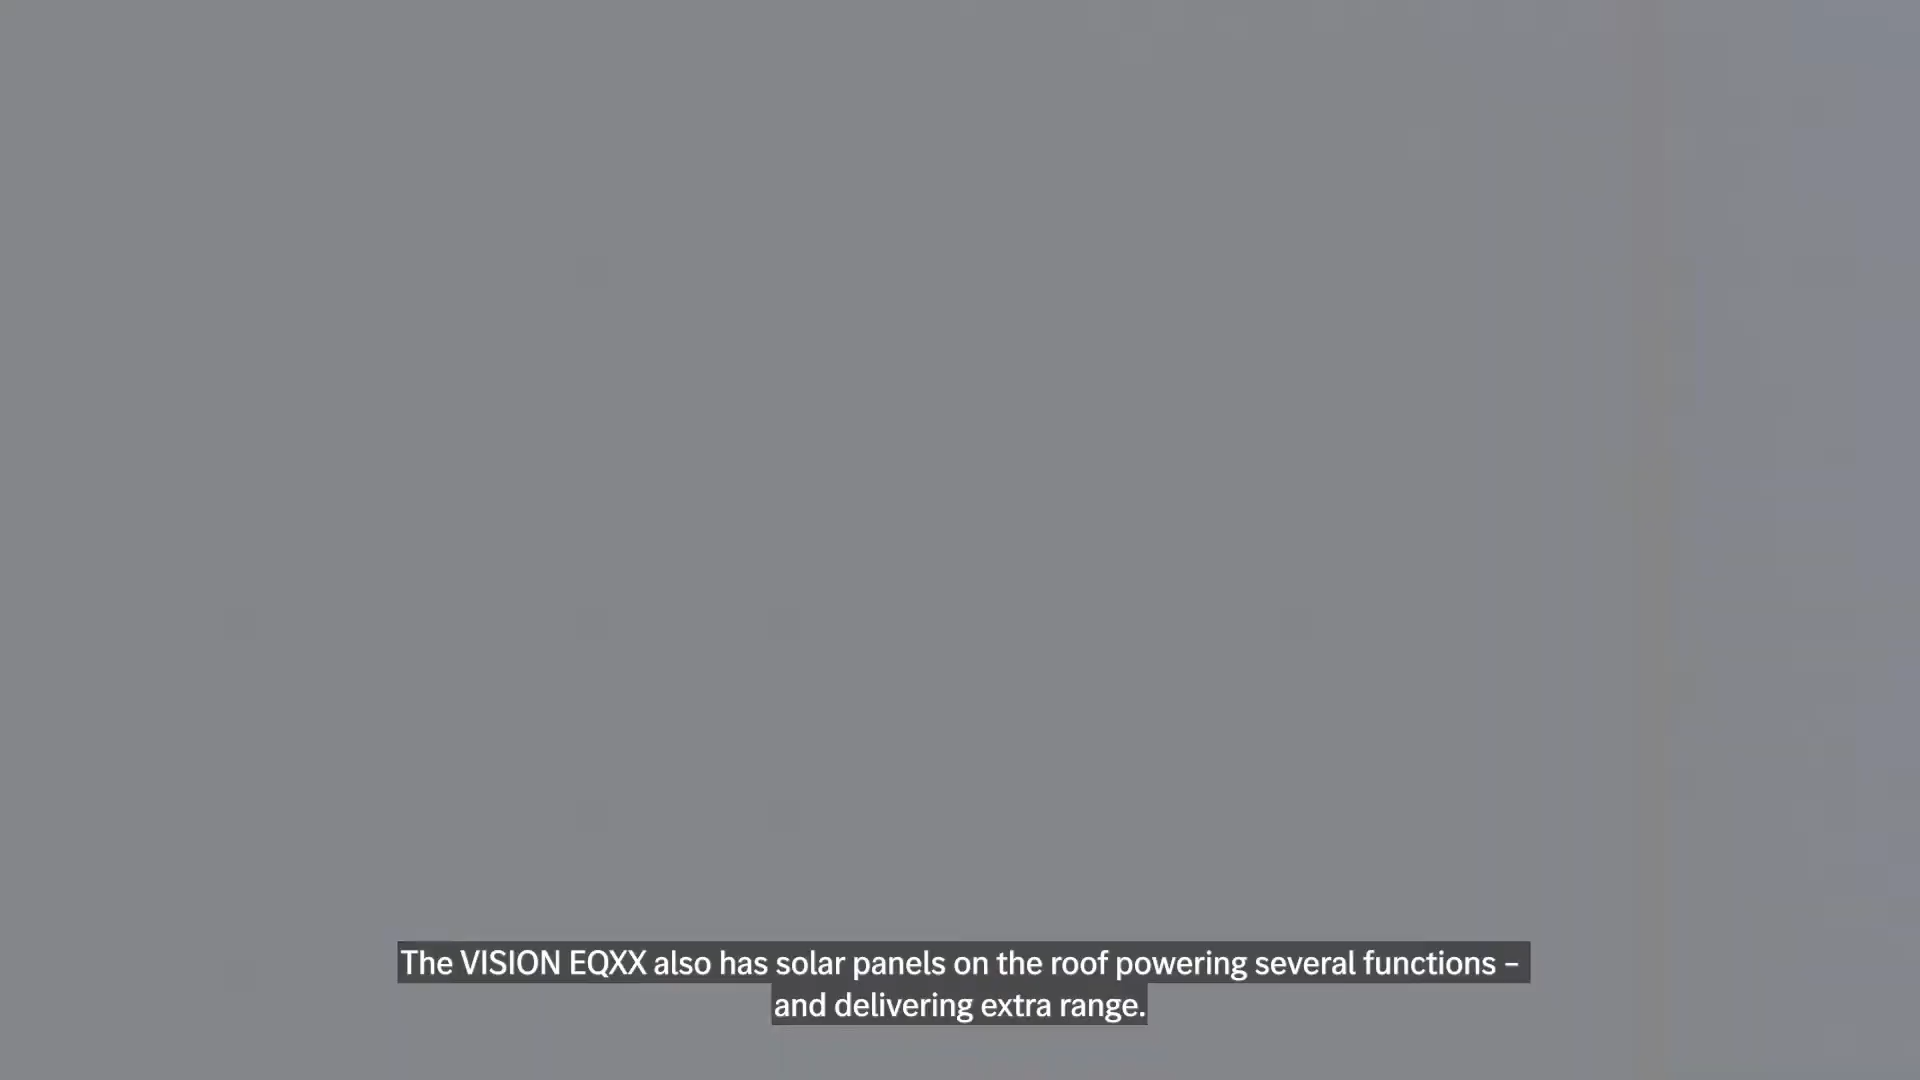 The VISION EQXX also has solar panels on the roof powering several functions –
and delivering extra range.